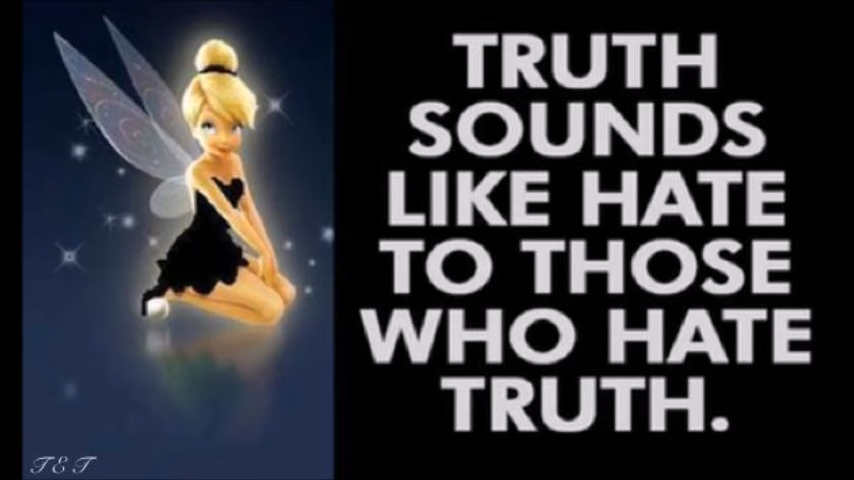 TRUTH
SOUNDS
LIKE HATE
TO THOSE
WHO HATE
TRUTH.
T&T